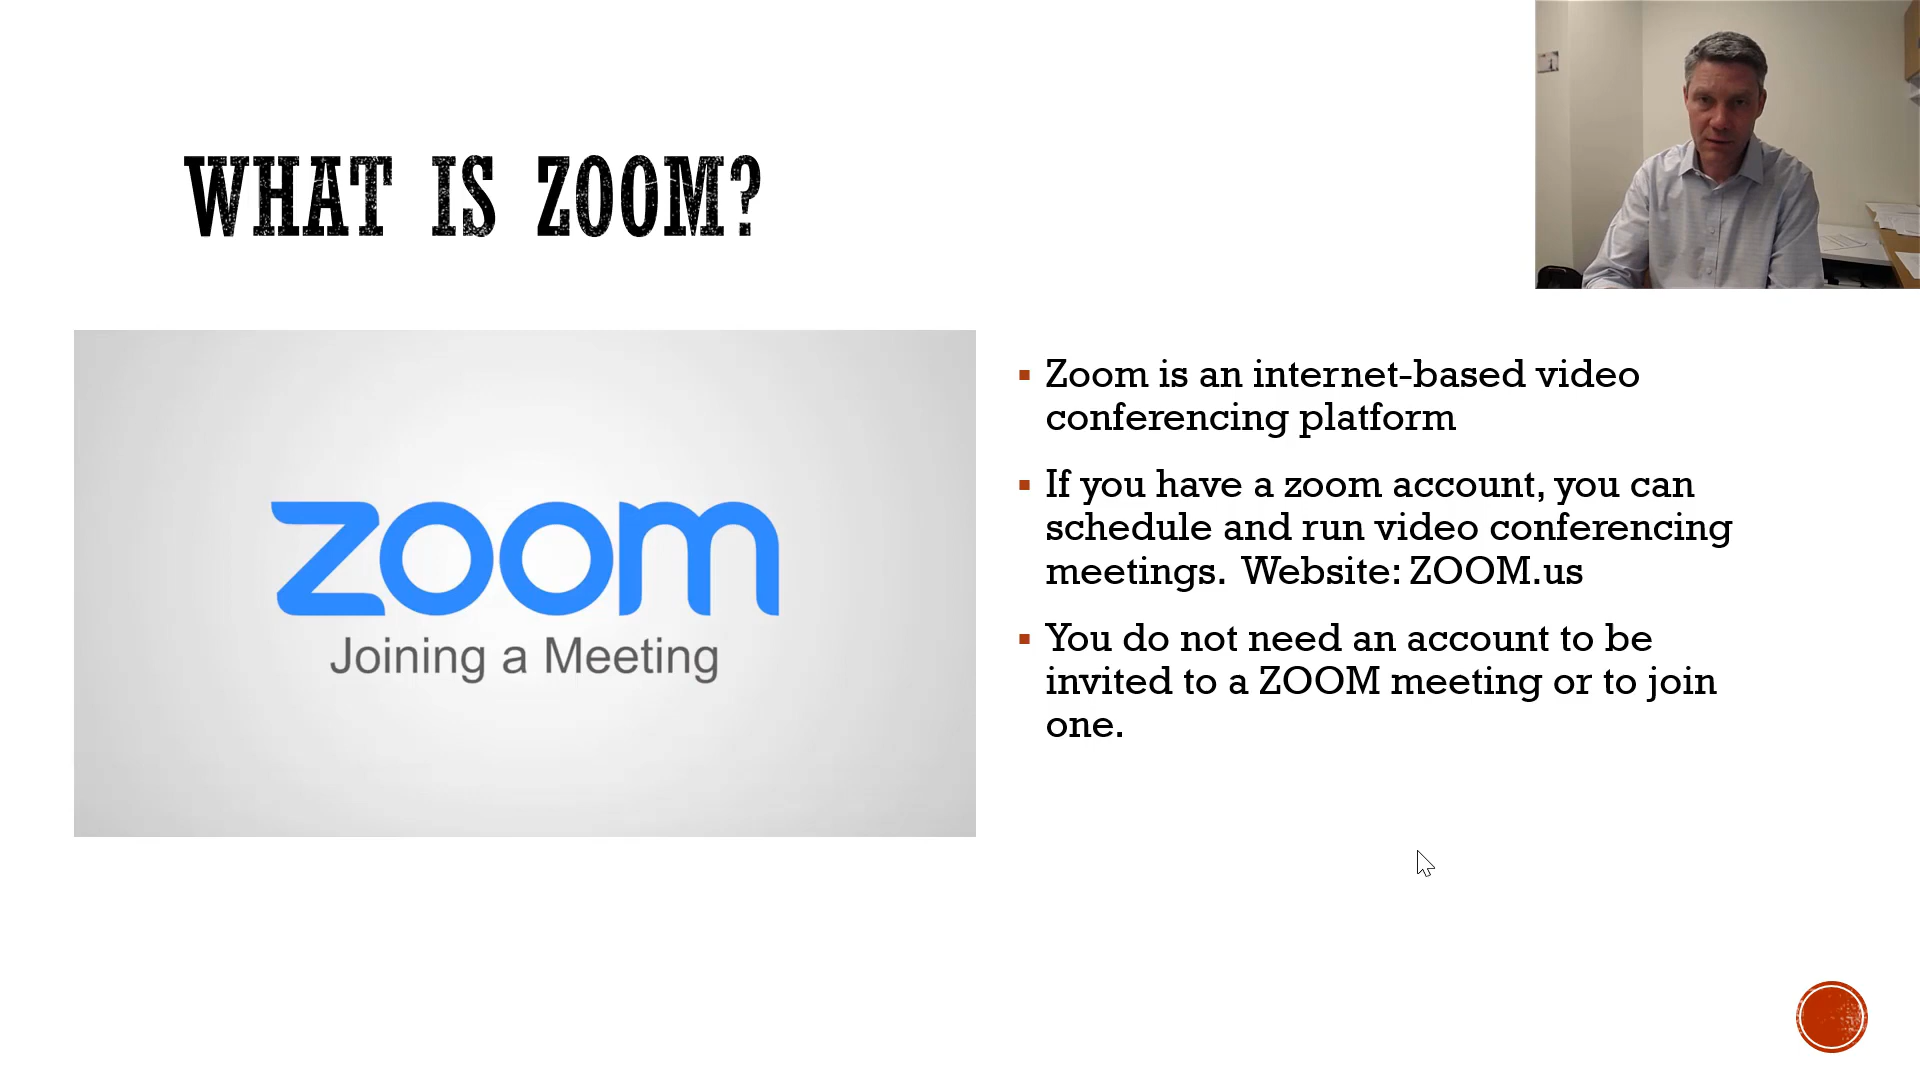 WHAT IS ZOOM?
zoom
Joining a Meeting
Zoom is an internet-based video
conferencing platform
If you have a zoom account, you can
schedule and run video conferencing
meetings.  Website: ZOOM.us
You do not need an account to be
invited to a ZOOM meeting or to join
one.